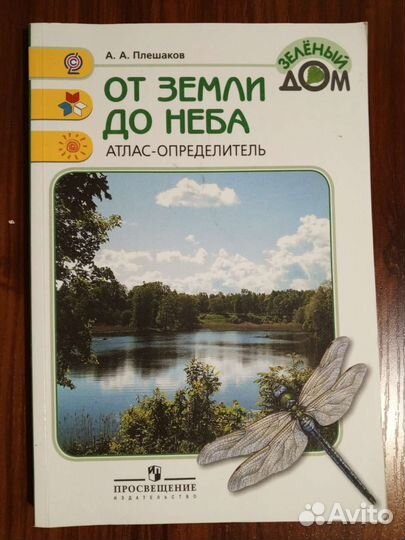 А. А. Плешаков
ЗЕЛЁНЫЙ
ДОМ
ОТ ЗЕМЛИ
ДО НЕБА
АТЛАС-ОПРЕДЕЛИТЕЛЬ
ПРОСВЕЩЕНИЕ
ИЗДАТЕЛЬСТВО
Avito